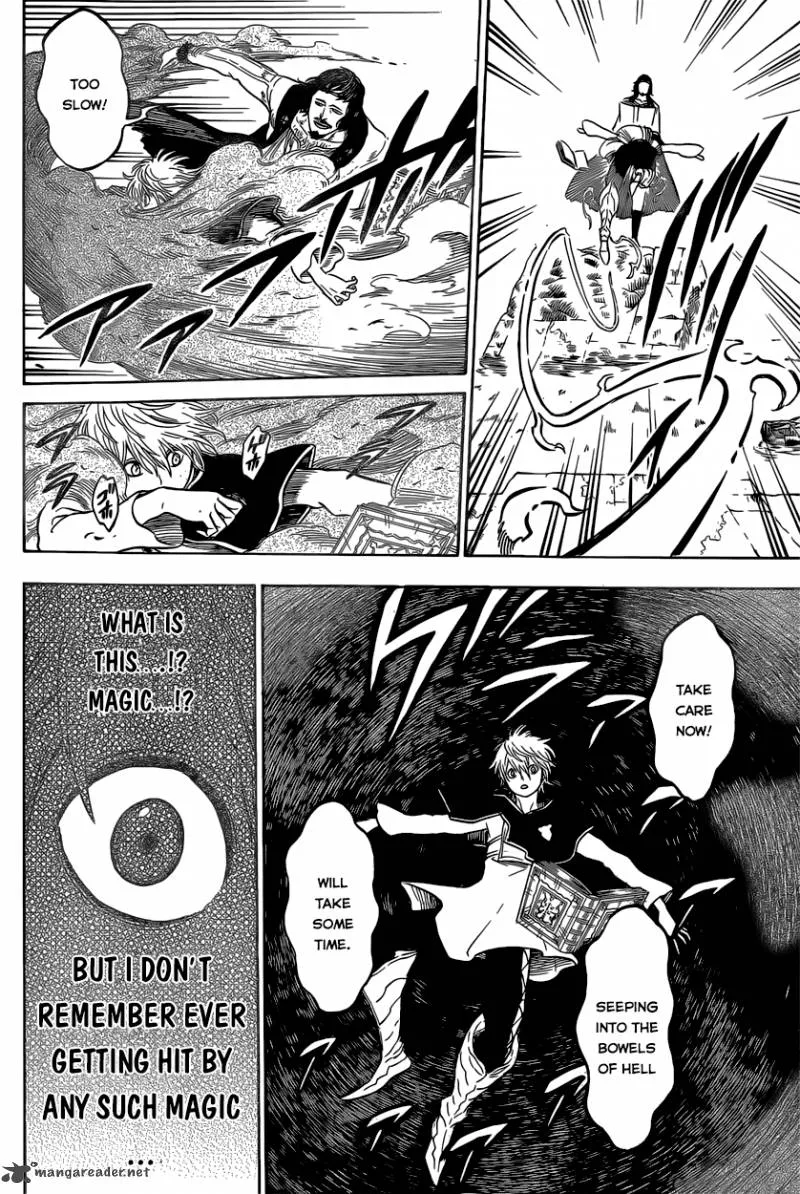 TOO
SLOW!
TAKE
CARE
NOW!
SEEPING
INTO THE
BOWELS
OF HELL
WILL
TAKE
SOME
TIME.
WHAT IS
THIS...!?
MAGIC...!?
BUT I DON'T
REMEMBER EVER
GETTING HIT BY
ANY SUCH MAGIC
...
mangareader.net